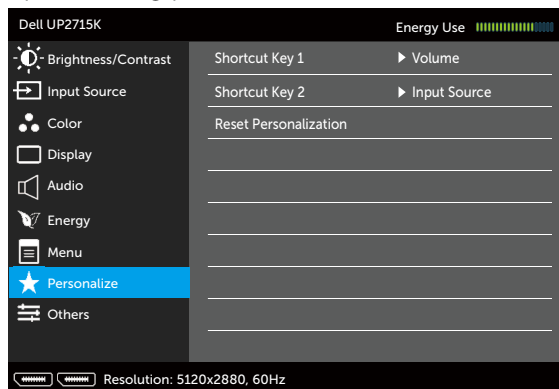 Dell UP2715K
Energy Use
Brightness/Contrast
Shortcut Key 1
Volume
Input Source
Shortcut Key 2
Input Source
Color
Reset Personalization
Display
Audio
Energy
Menu
Personalize
Others
Resolution: 5120x2880, 60Hz